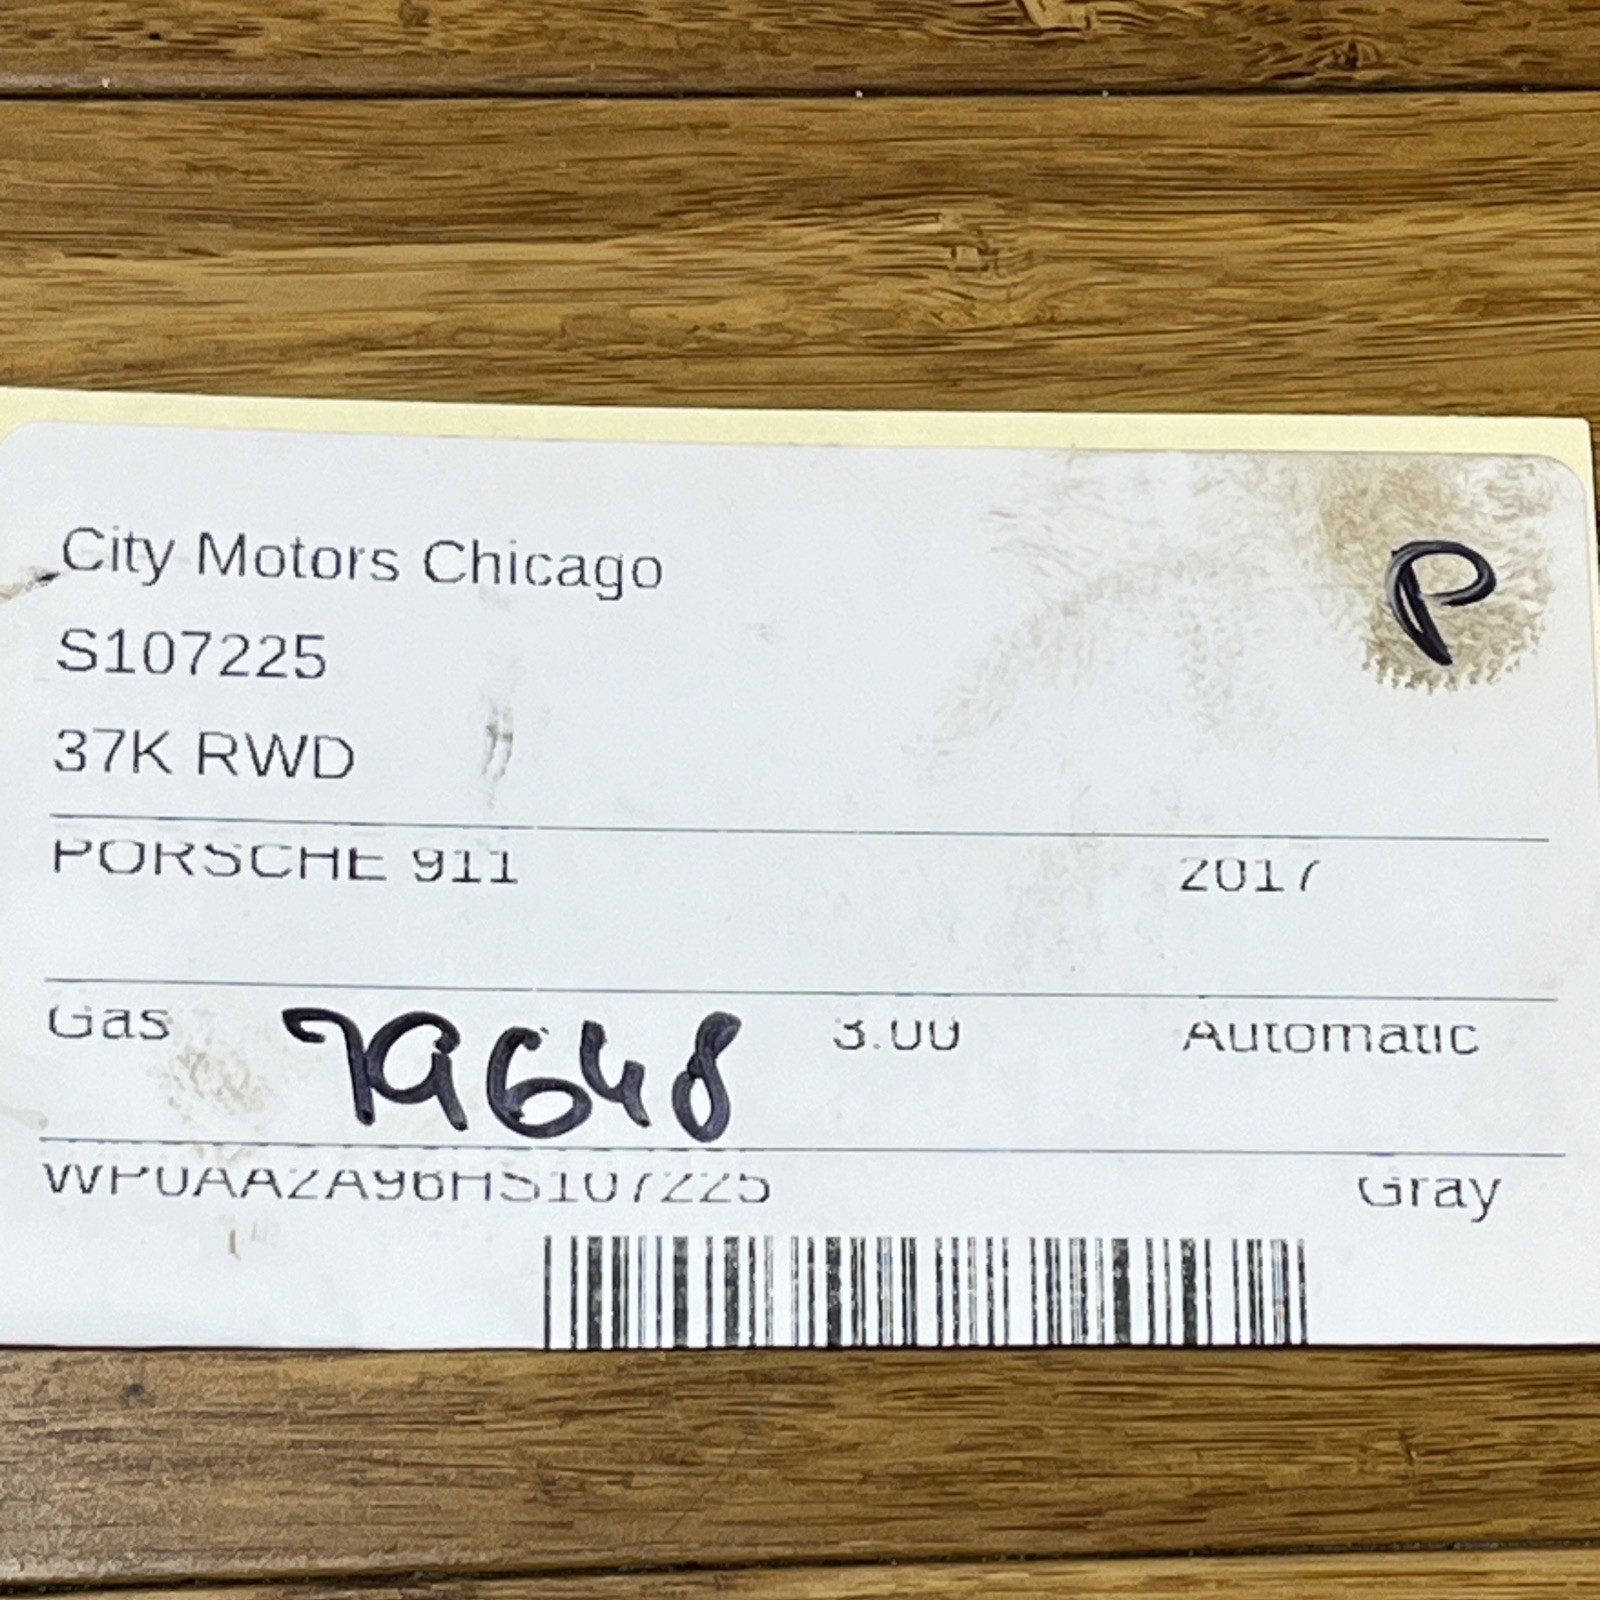 City Motors Chicago
P
S107225
37K RWD
PORSCHE 911 2017
Gas 79648 3.00 Automatic
WP0AA2A96HS107225 Gray